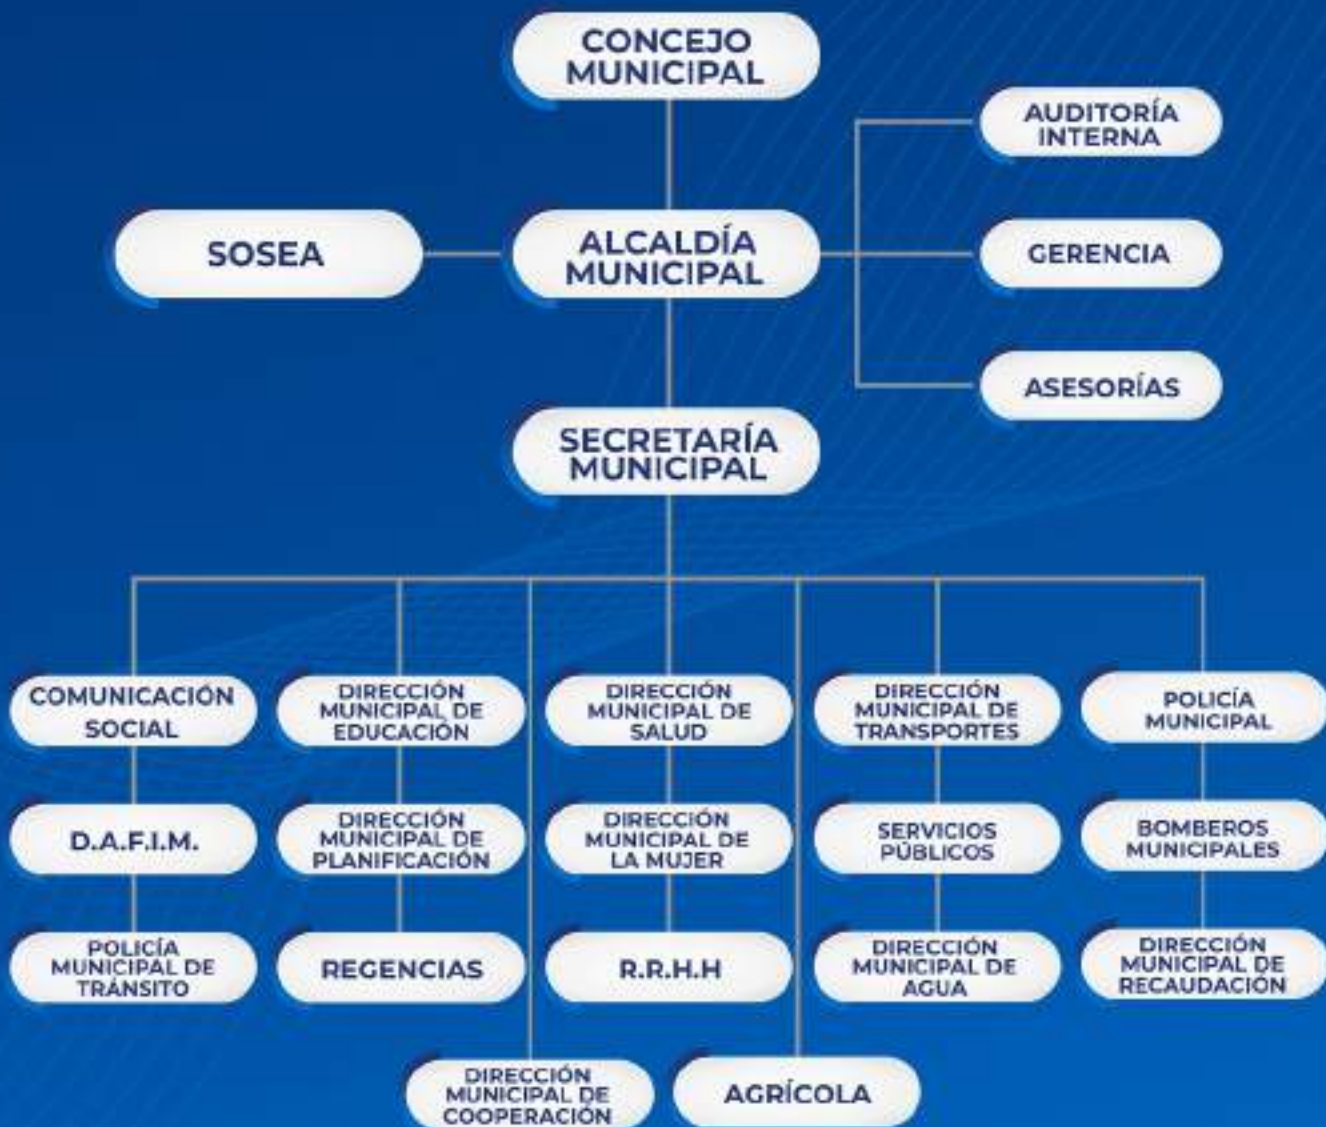 CONCEJO
MUNICIPAL
AUDITORÍA
INTERNA
SOSEA
ALCALDÍA
MUNICIPAL
GERENCIA
ASESORÍAS
SECRETARÍA
MUNICIPAL
COMUNICACIÓN
SOCIAL
DIRECCIÓN
MUNICIPAL DE
EDUCACIÓN
DIRECCIÓN
MUNICIPAL DE
SALUD
DIRECCIÓN
MUNICIPAL DE
TRANSPORTES
POLICÍA
MUNICIPAL
D.A.F.I.M.
DIRECCIÓN
MUNICIPAL DE
PLANIFICACIÓN
DIRECCIÓN
MUNICIPAL DE
LA MUJER
SERVICIOS
PÚBLICOS
BOMBEROS
MUNICIPALES
POLICÍA
MUNICIPAL DE
TRÁNSITO
REGENCIAS
R.R.H.H
DIRECCIÓN
MUNICIPAL DE
AGUA
DIRECCIÓN
MUNICIPAL DE
RECAUDACIÓN
DIRECCIÓN
MUNICIPAL DE
COOPERACIÓN
AGRÍCOLA